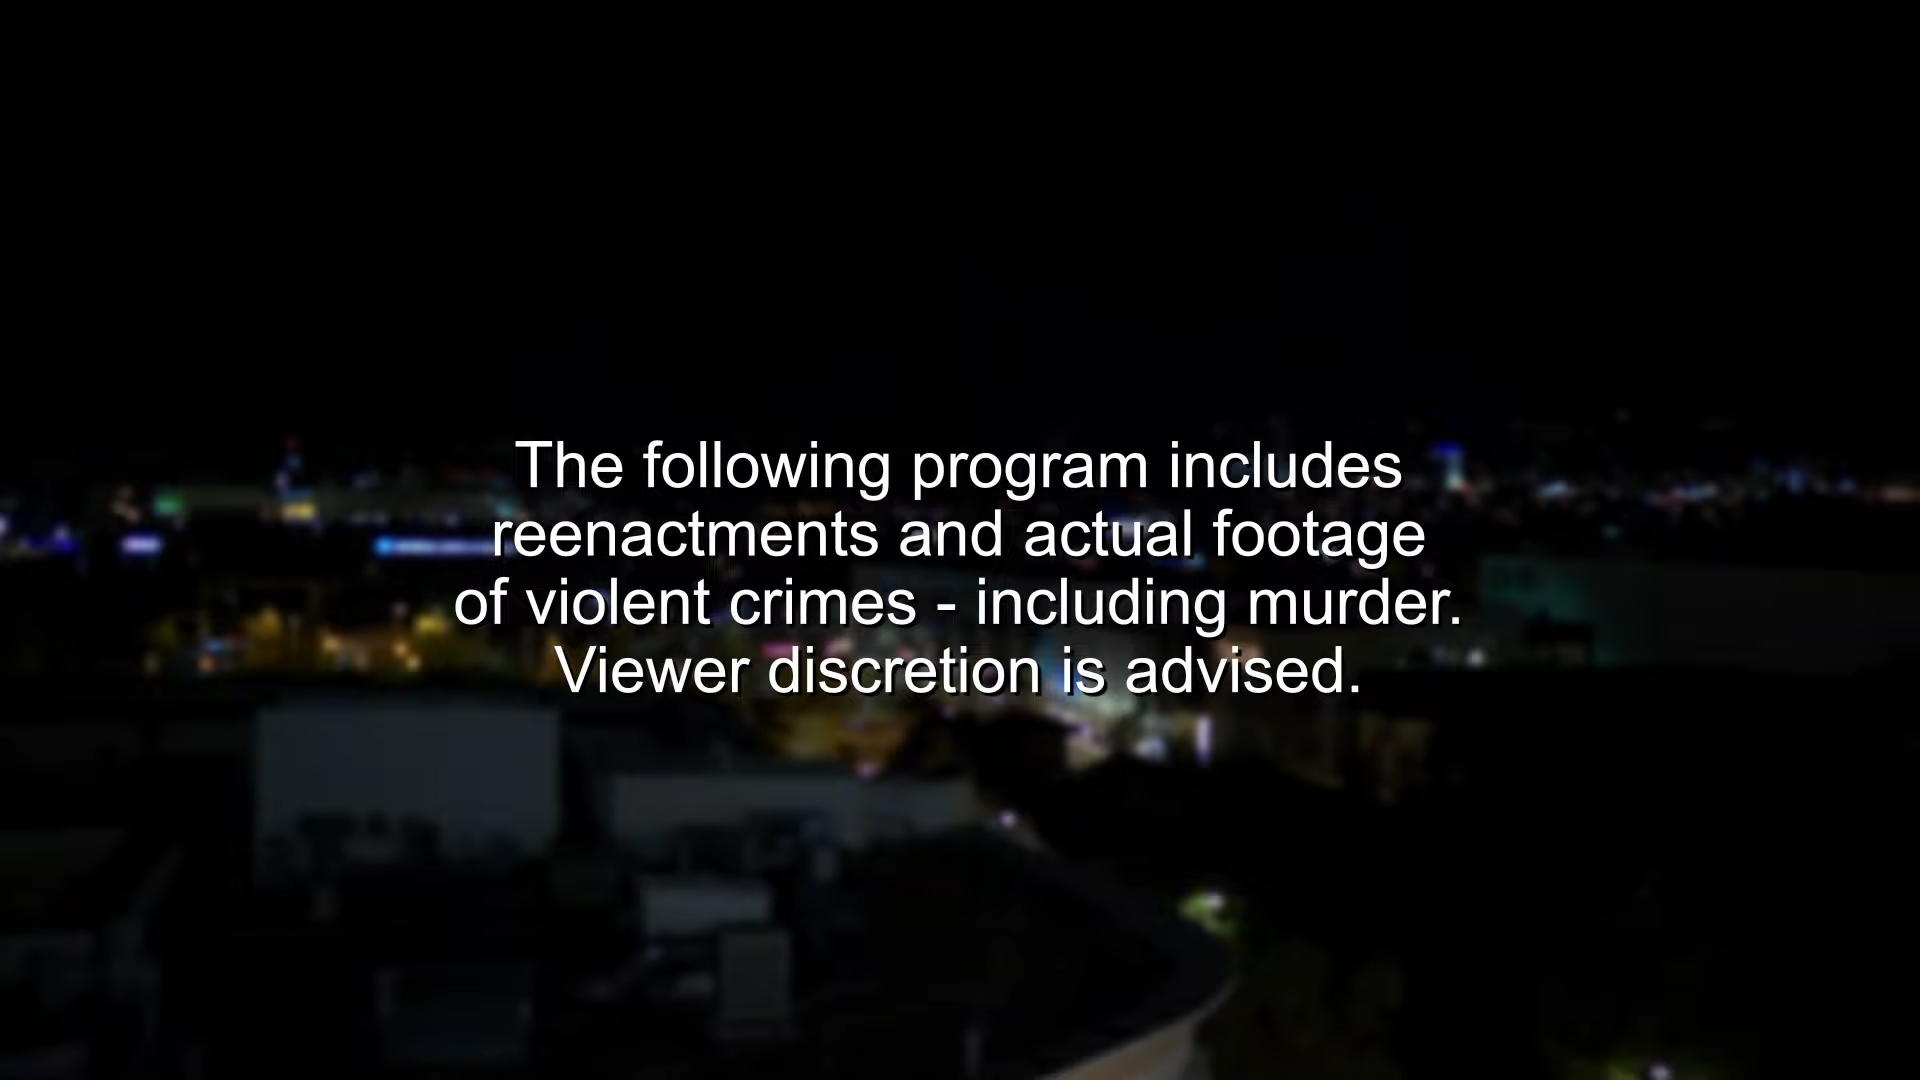 The following program includes
reenactments and actual footage
of violent crimes - including murder.
Viewer discretion is advised.